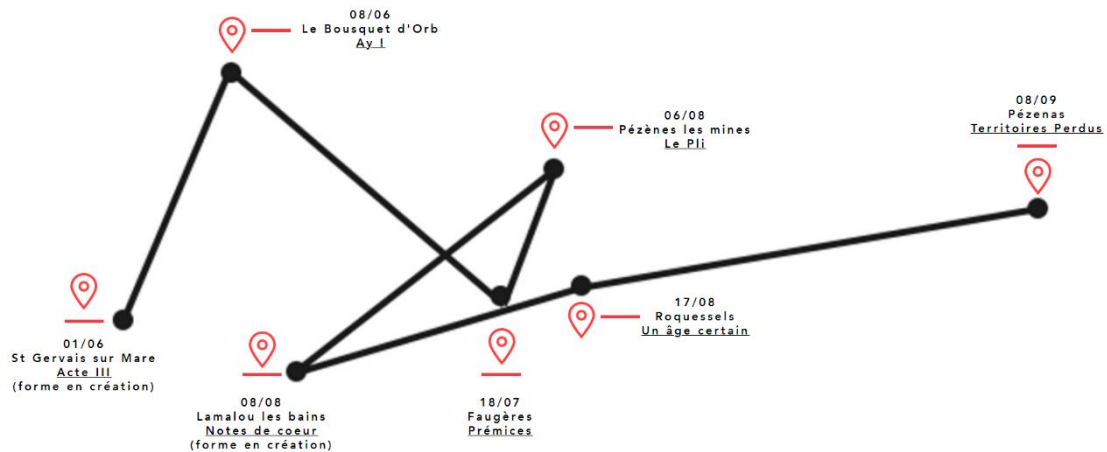 08/06
Le Bousquet d'Orb
Ay I
06/08
Pézènes les mines
Le Pli
08/09
Pézenas
Territoires Perdus
17/08
Roquessels
Un âge certain
01/06
St Gervais sur Mare
Acte III
(forme en création)
08/08
Lamalou les bains
Notes de coeur
(forme en création)
18/07
Faugères
Prémices